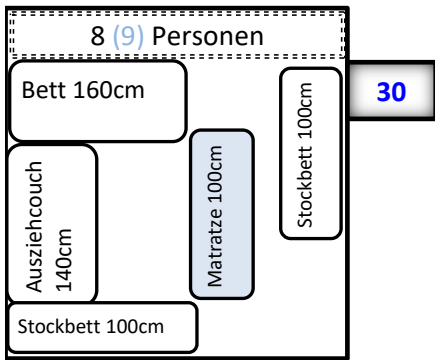 8 (9) Personen
Bett 160cm
30
Stockbett 100cm
Matratze 100cm
Ausziehcouch
140cm
Stockbett 100cm